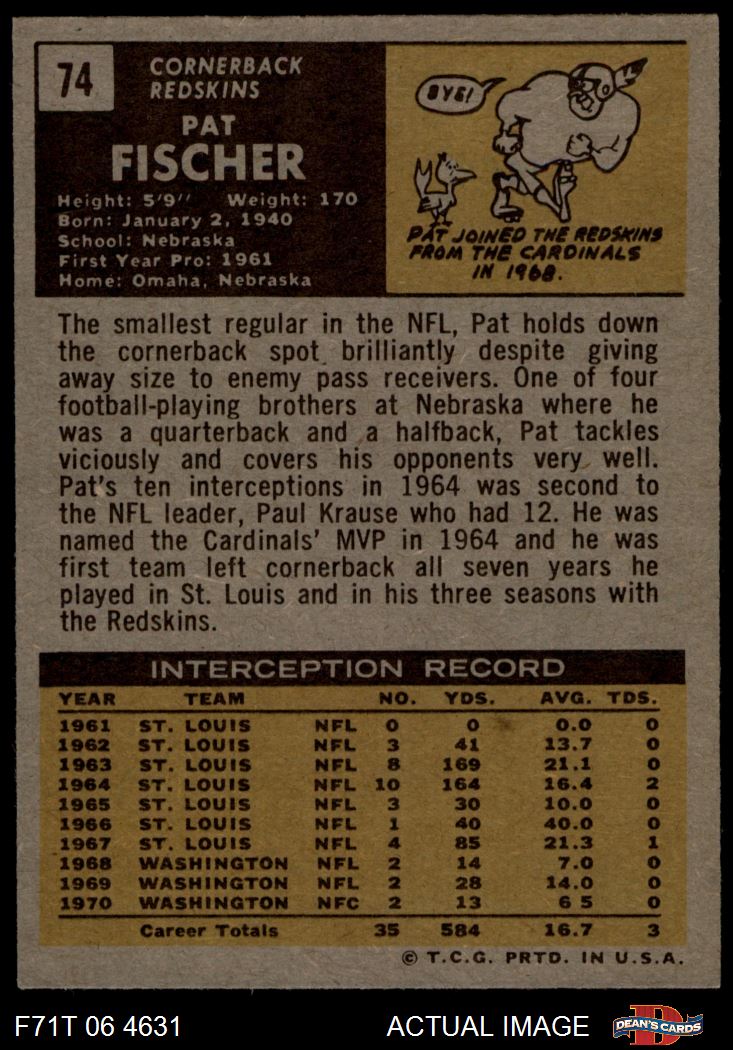 74
CORNERBACK
REDSKINS
PAT
FISCHER
Height: 5'9" Weight: 170
Born: January 2, 1940
School: Nebraska
First Year Pro: 1961
Home: Omaha, Nebraska
BYE!
PAT JOINED THE REDSKINS
FROM THE CARDINALS
IN 1968.
The smallest regular in the NFL, Pat holds down
the cornerback spot brilliantly despite giving
away size to enemy pass receivers. One of four
football-playing brothers at Nebraska where he
was a quarterback and a halfback, Pat tackles
viciously and covers his opponents very well.
Pat's ten interceptions in 1964 was second to
the NFL leader, Paul Krause who had 12. He was
named the Cardinals' MVP in 1964 and he was
first team left cornerback all seven years he
played in St. Louis and in his three seasons with
the Redskins.
INTERCEPTION RECORD
YEAR TEAM NO. YDS. AVG. TDS.
1961 ST. LOUIS NFL 0 0 0.0 0
1962 ST. LOUIS NFL 3 41 13.7 0
1963 ST. LOUIS NFL 8 169 21.1 0
1964 ST. LOUIS NFL 10 164 16.4 2
1965 ST. LOUIS NFL 3 30 10.0 0
1966 ST. LOUIS NFL 1 40 40.0 0
1967 ST. LOUIS NFL 4 85 21.3 1
1968 WASHINGTON NFL 2 14 7.0 0
1969 WASHINGTON NFL 2 28 14.0 0
1970 WASHINGTON NFC 2 13 6 5 0
Career Totals 35 584 16.7 3
© T.C.G. PRTD. IN U.S.A.
F71T 06 4631 ACTUAL IMAGE D DEAN'S CARDS